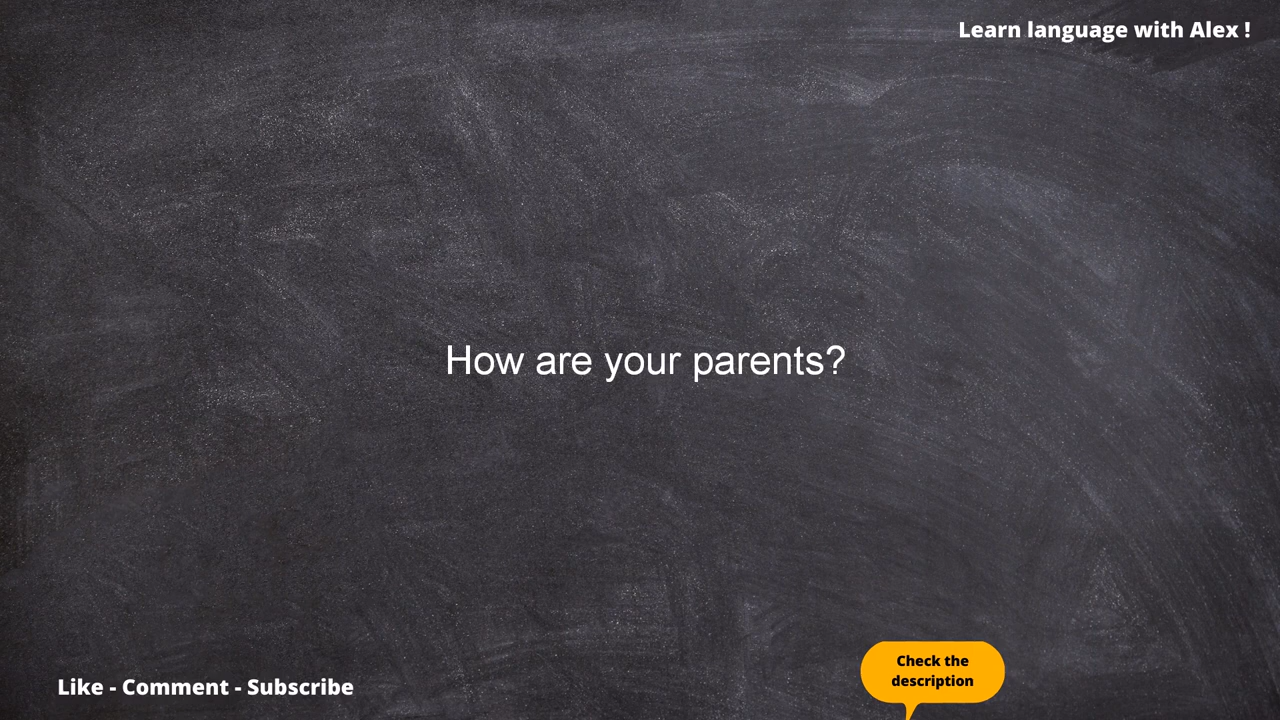 Learn language with Alex !
How are your parents?
Check the
description
Like - Comment - Subscribe